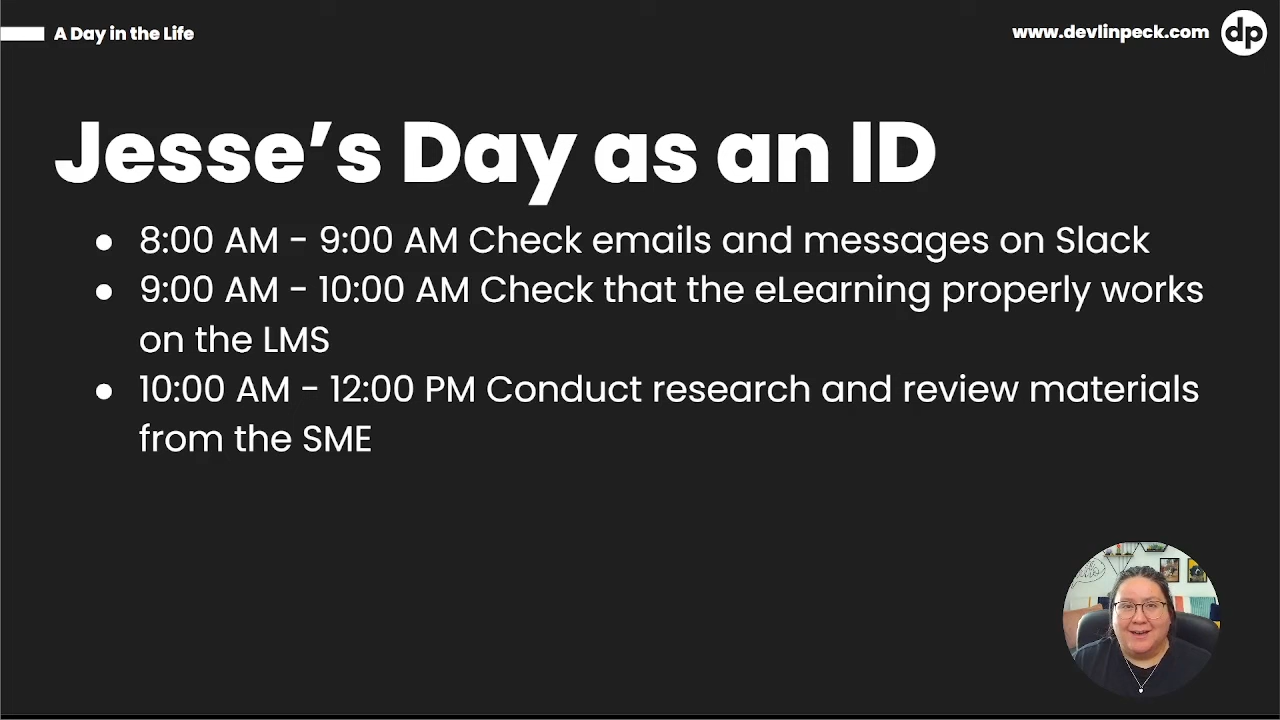 A Day in the Life
www.devlinpeck.com
dp
Jesse’s Day as an ID
● 8:00 AM - 9:00 AM Check emails and messages on Slack
● 9:00 AM - 10:00 AM Check that the eLearning properly works
on the LMS
● 10:00 AM - 12:00 PM Conduct research and review materials
from the SME